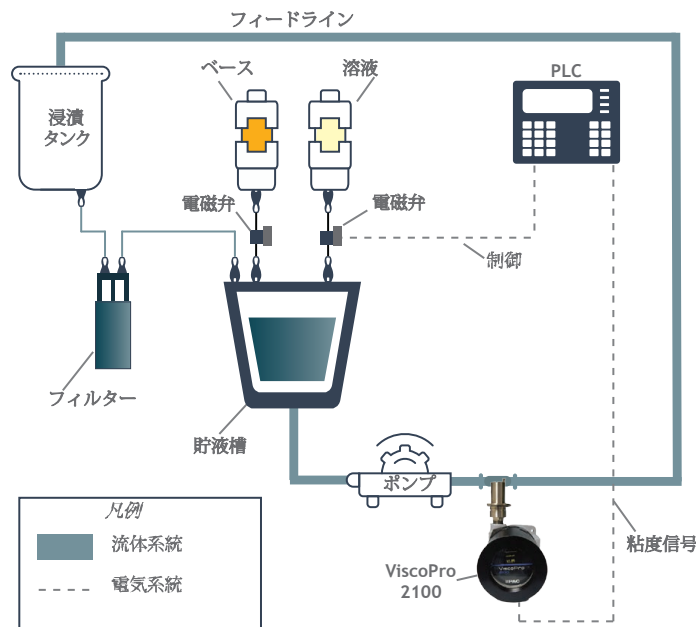 フィードライン
ベース
溶液
PLC
浸漬
タンク
電磁弁
電磁弁
制御
フィルター
貯液槽
ポンプ
凡例
流体系統
電気系統
粘度信号
ViscoPro
2100
ViscoPro